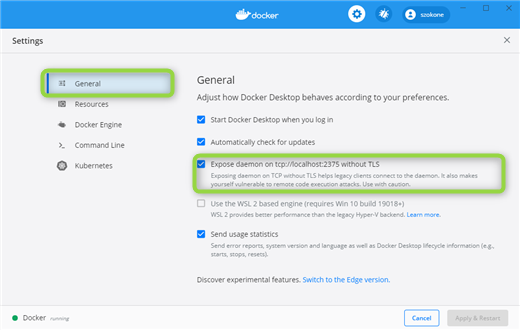 docker
szokone
Settings
General
Resources
Docker Engine
Command Line
Kubernetes
General
Adjust how Docker Desktop behaves according to your preferences.
Start Docker Desktop when you log in
Automatically check for updates
Expose daemon on tcp://localhost:2375 without TLS
Exposing daemon on TCP without TLS helps legacy clients connect to the daemon. It also makes
yourself vulnerable to remote code execution attacks. Use with caution.
Use the WSL 2 based engine (requires Win 10 build 19018+)
WSL 2 provides better performance than the legacy Hyper-V backend. Learn more.
Send usage statistics
Send error reports, system version and language as well as Docker Desktop lifecycle information (e.g.,
starts, stops, resets).
Discover experimental features. Switch to the Edge version.
Docker running
Cancel
Apply & Restart